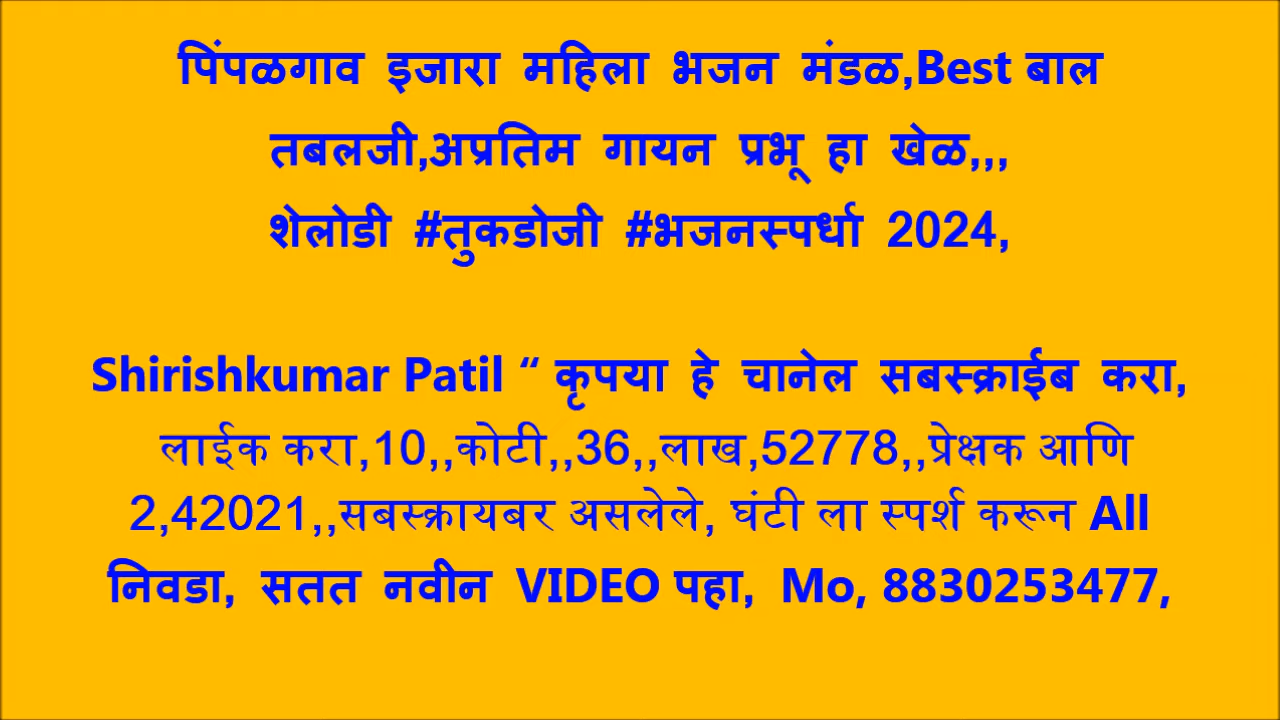 पिंपळगाव इजारा महिला भजन मंडळ,Best बाल
तबलजी,अप्रतिम गायन प्रभू हा खेळ,,,
शेलोडी #तुकडोजी #भजनस्पर्धा 2024,
Shirishkumar Patil “ कृपया हे चानेल सबस्क्राईब करा,
लाईक करा,10,,कोटी,,36,,लाख,52778,,प्रेक्षक आणि
2,42021,,सबस्क्रायबर असलेले, घंटी ला स्पर्श करून All
निवडा, सतत नवीन VIDEO पहा, Mo, 8830253477,